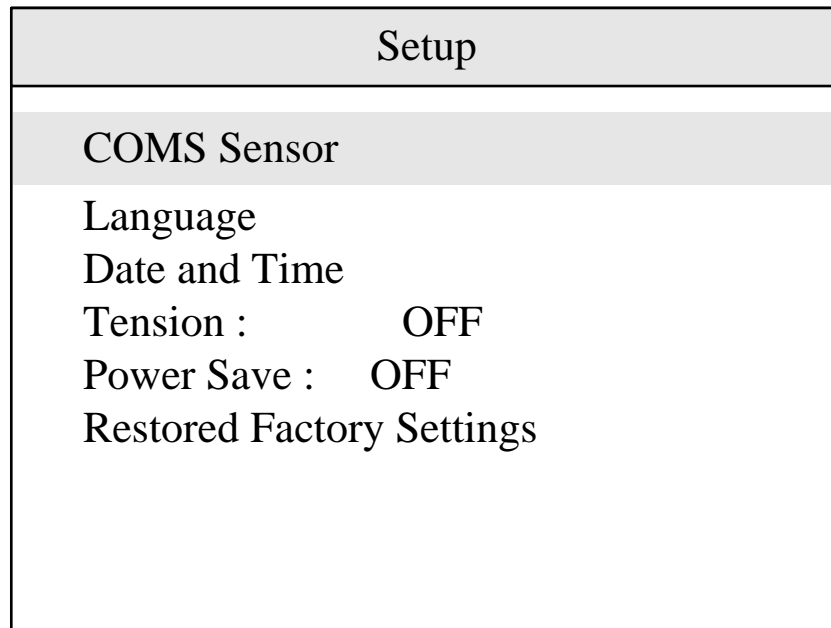 Setup
COMS Sensor
Language
Date and Time
Tension : OFF
Power Save : OFF
Restored Factory Settings